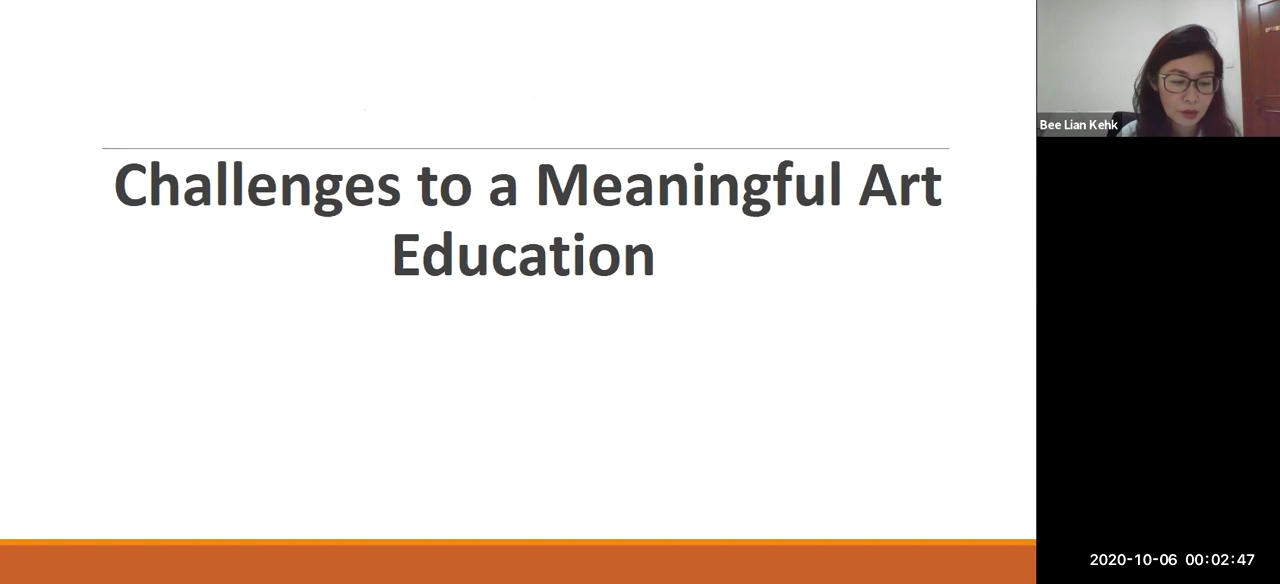 Challenges to a Meaningful Art
Education
Bee Lian Kehk
2020-10-06 00:02:47